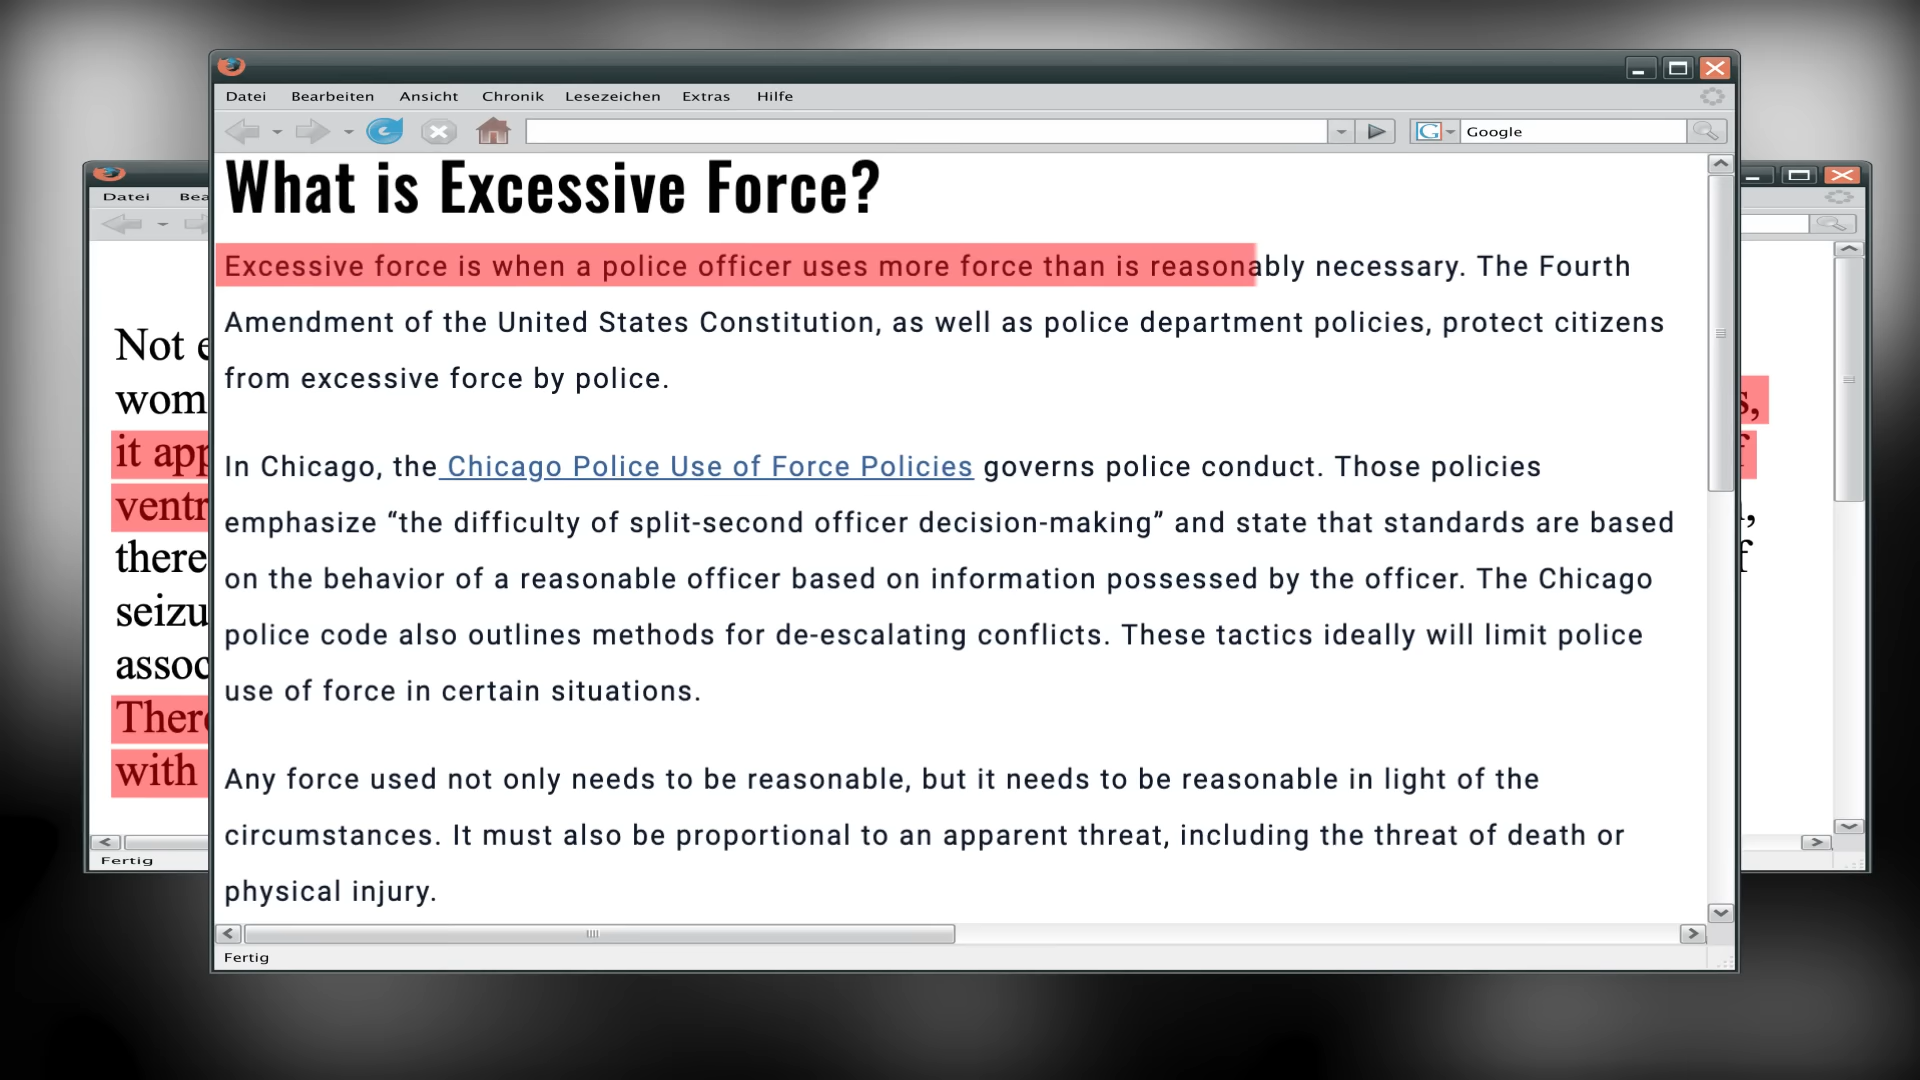 Datei Bearbeiten Ansicht Chronik Lesezeichen Extras Hilfe
Google
What is Excessive Force?
Excessive force is when a police officer uses more force than is reasonably necessary. The Fourth
Amendment of the United States Constitution, as well as police department policies, protect citizens
from excessive force by police.
In Chicago, the Chicago Police Use of Force Policies governs police conduct. Those policies
emphasize “the difficulty of split-second officer decision-making” and state that standards are based
on the behavior of a reasonable officer based on information possessed by the officer. The Chicago
police code also outlines methods for de-escalating conflicts. These tactics ideally will limit police
use of force in certain situations.
Any force used not only needs to be reasonable, but it needs to be reasonable in light of the
circumstances. It must also be proportional to an apparent threat, including the threat of death or
physical injury.
Fertig
Datei
Not
it
with
Fertig